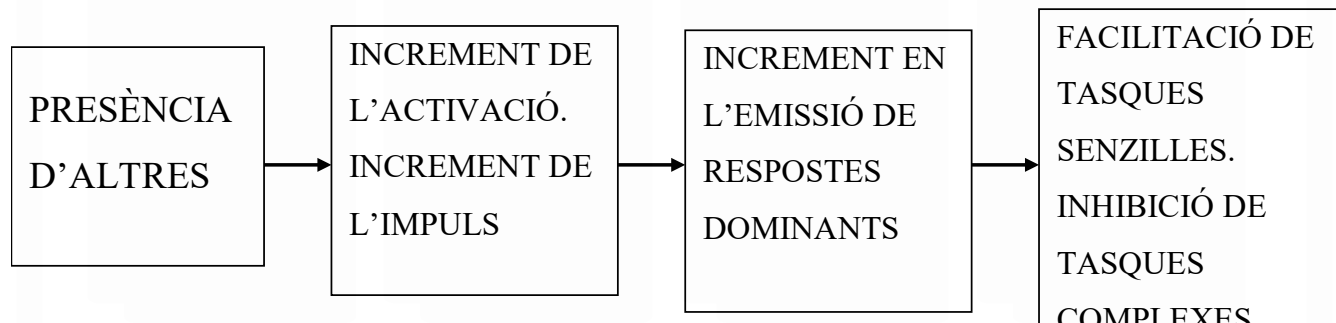 PRESÈNCIA
D’ALTRES
INCREMENT DE
L’ACTIVACIÓ.
INCREMENT DE
L’IMPULS
INCREMENT EN
L’EMISSIÓ DE
RESPOSTES
DOMINANTS
FACILITACIÓ DE
TASQUES
SENZILLES.
INHIBICIÓ DE
TASQUES
COMPLEXES